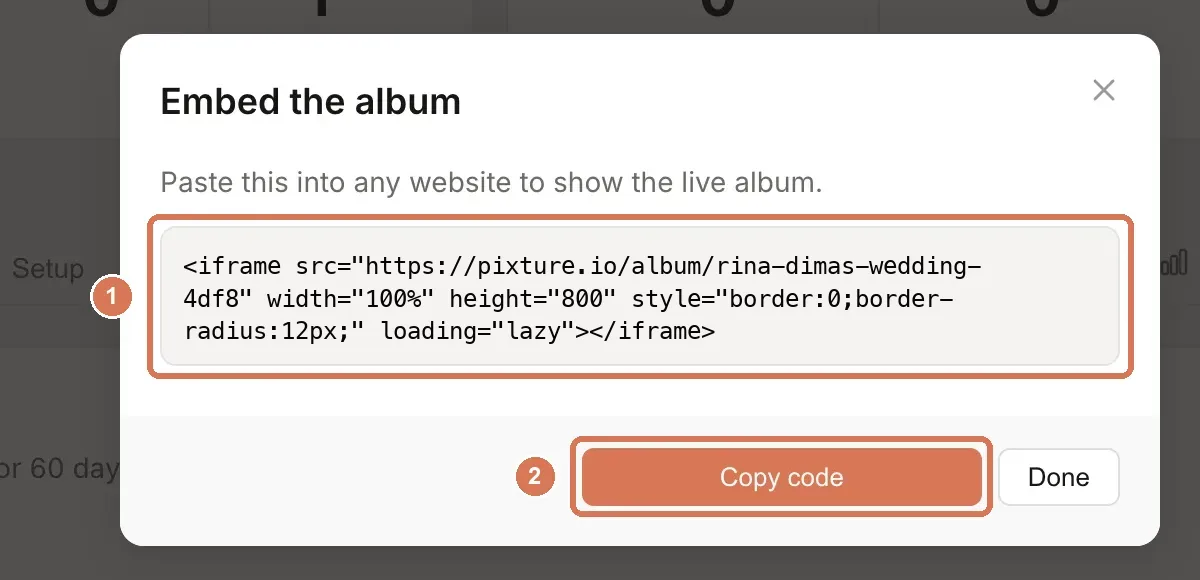 Embed the album
Paste this into any website to show the live album.
Setup
1
<iframe src="https://pixture.io/album/rina-dimas-wedding-
4df8" width="100%" height="800" style="border:0;border-
radius:12px;" loading="lazy"></iframe>
or 60 day
2
Copy code
Done